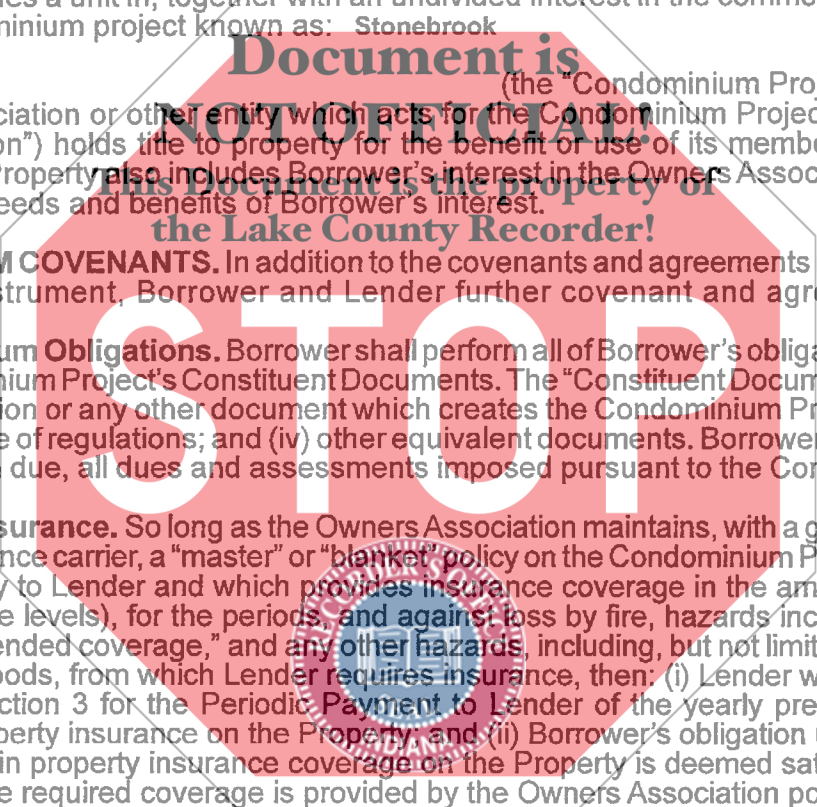 es a unit in, together with an undivided interest in the commo
ninium project known as: Stonebrook
Document is
(the "Condominium Pro
ciation or other entity which acts for the Condominium Projec
NOT OFFICIAL!
on") holds title to property for the benefit or use of its membe
Property also includes Borrower's interest in the Owners Assoc
This Document is the property of
eeds and benefits of Borrower's interest.
the Lake County Recorder!
M COVENANTS. In addition to the covenants and agreements
strument, Borrower and Lender further covenant and agre
STOP
um Obligations. Borrower shall perform all of Borrower's obliga
nium Project's Constituent Documents. The "Constituent Docum
ion or any other document which creates the Condominium Pr
e of regulations; and (iv) other equivalent documents. Borrower
due, all dues and assessments imposed pursuant to the Con
surance. So long as the Owners Association maintains, with a g
nce carrier, a "master" or "blanket" policy on the Condominium P
y to Lender and which provides insurance coverage in the am
e levels), for the periods, and against loss by fire, hazards inc
ended coverage," and any other hazards, including, but not limit
oods, from which Lender requires insurance, then: (i) Lender w
ction 3 for the Periodic Payment to Lender of the yearly pre
perty insurance on the Property; and (ii) Borrower's obligation u
in property insurance coverage on the Property is deemed sat
e required coverage is provided by the Owners Association po
RECORDER'S OFFICE
SEAL
INDIANA